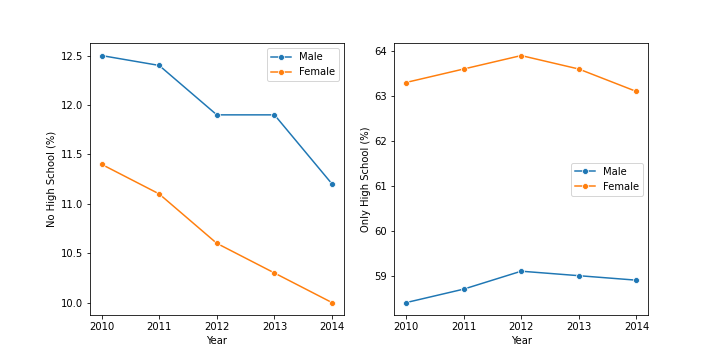 No High School (%)
12.5
12.0
11.5
11.0
10.5
10.0
2010 2011 2012 2013 2014
Year
Male
Female
Only High School (%)
64
63
62
61
60
59
2010 2011 2012 2013 2014
Year
Male
Female